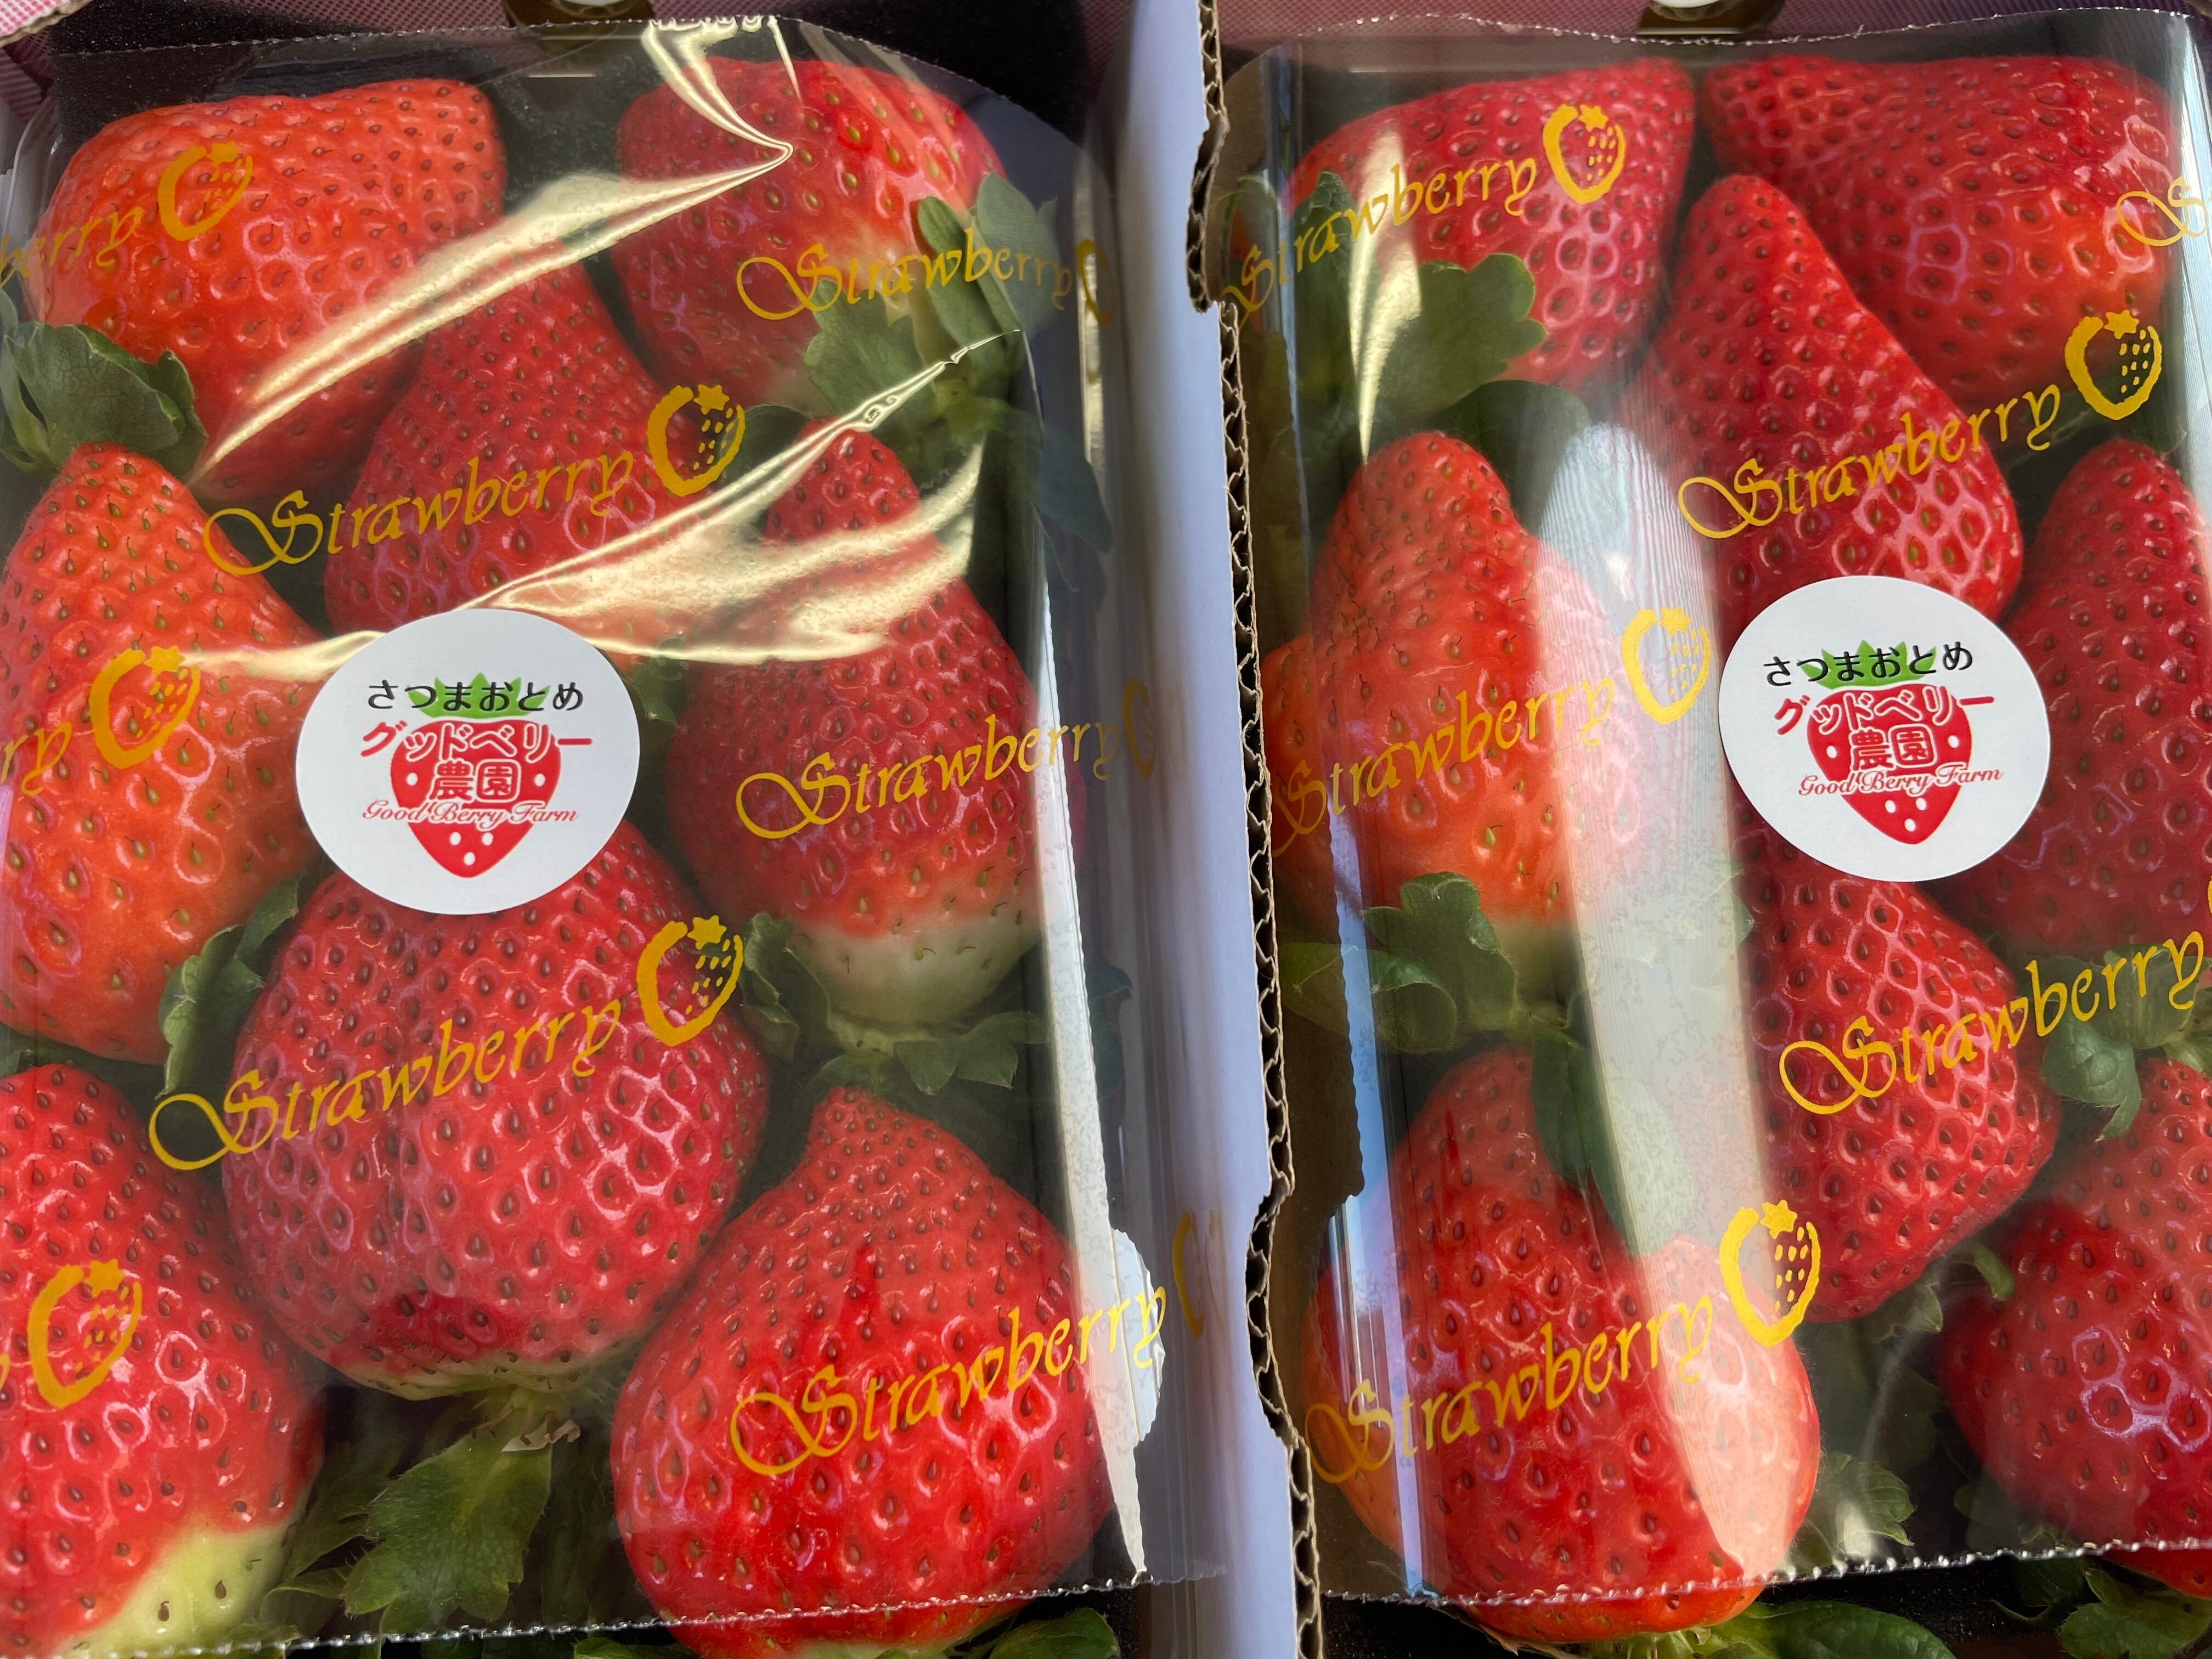 Strawberry
Strawberry
Strawberry
Strawberry
さつまおとめ
グッドベリー
農園
Good Berry Farm
Strawberry
Strawberry
Strawberry
Strawberry
Strawberry
Strawberry
さつまおとめ
グッドベリー
農園
Good Berry Farm
Strawberry
Strawberry